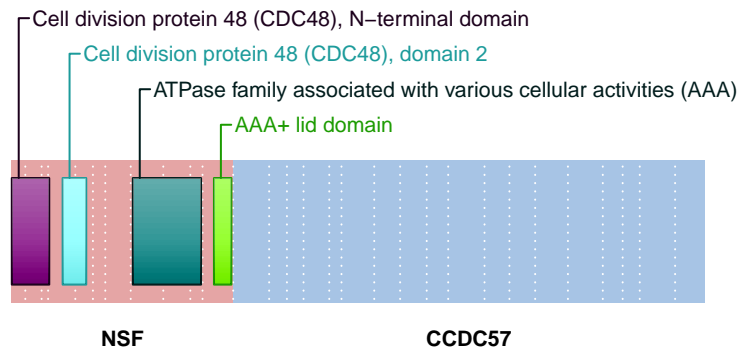 Cell division protein 48 (CDC48), N−terminal domain
Cell division protein 48 (CDC48), domain 2
ATPase family associated with various cellular activities (AAA)
AAA+ lid domain
NSF CCDC57